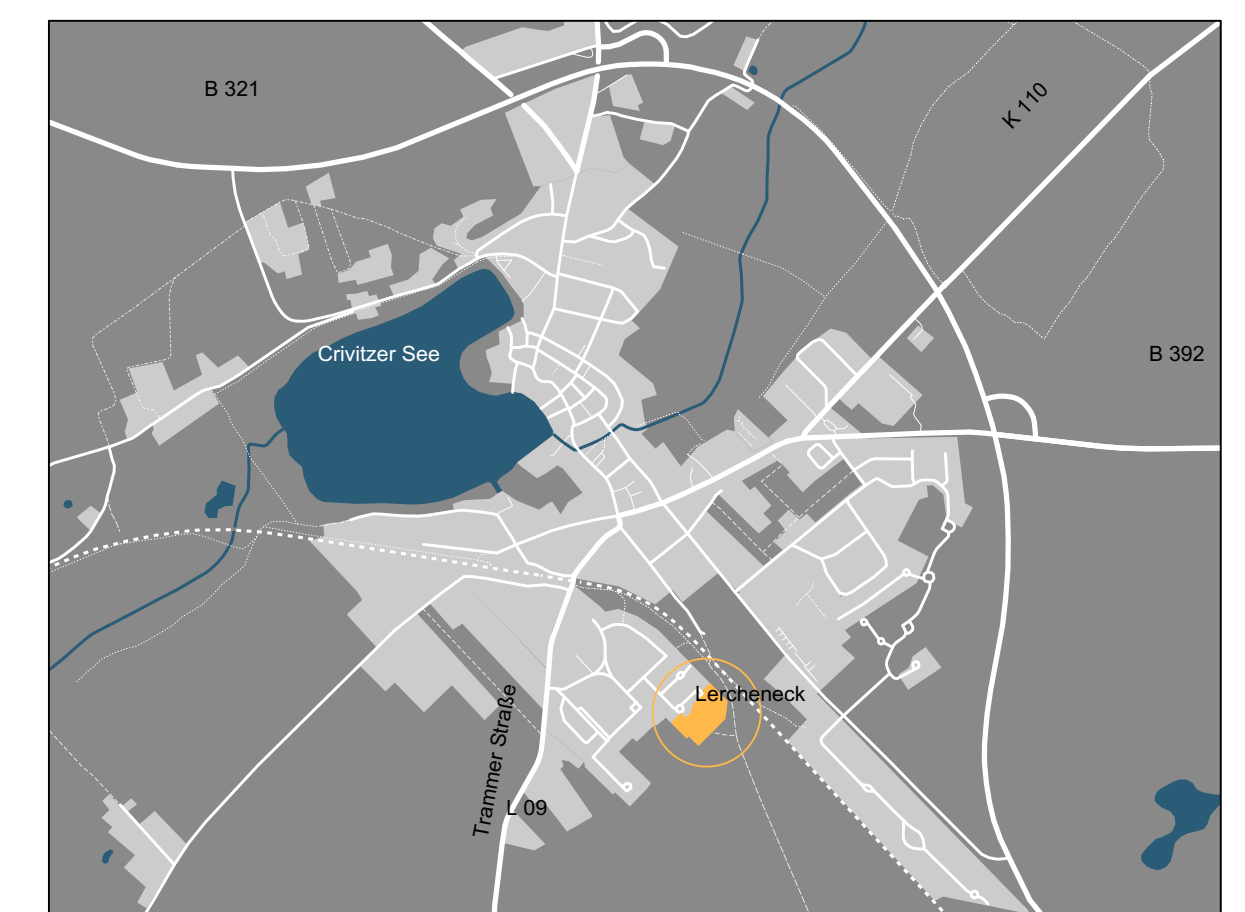 B 321
K 110
Crivitzer See
B 392
Lercheneck
Trammer Straße
L 09